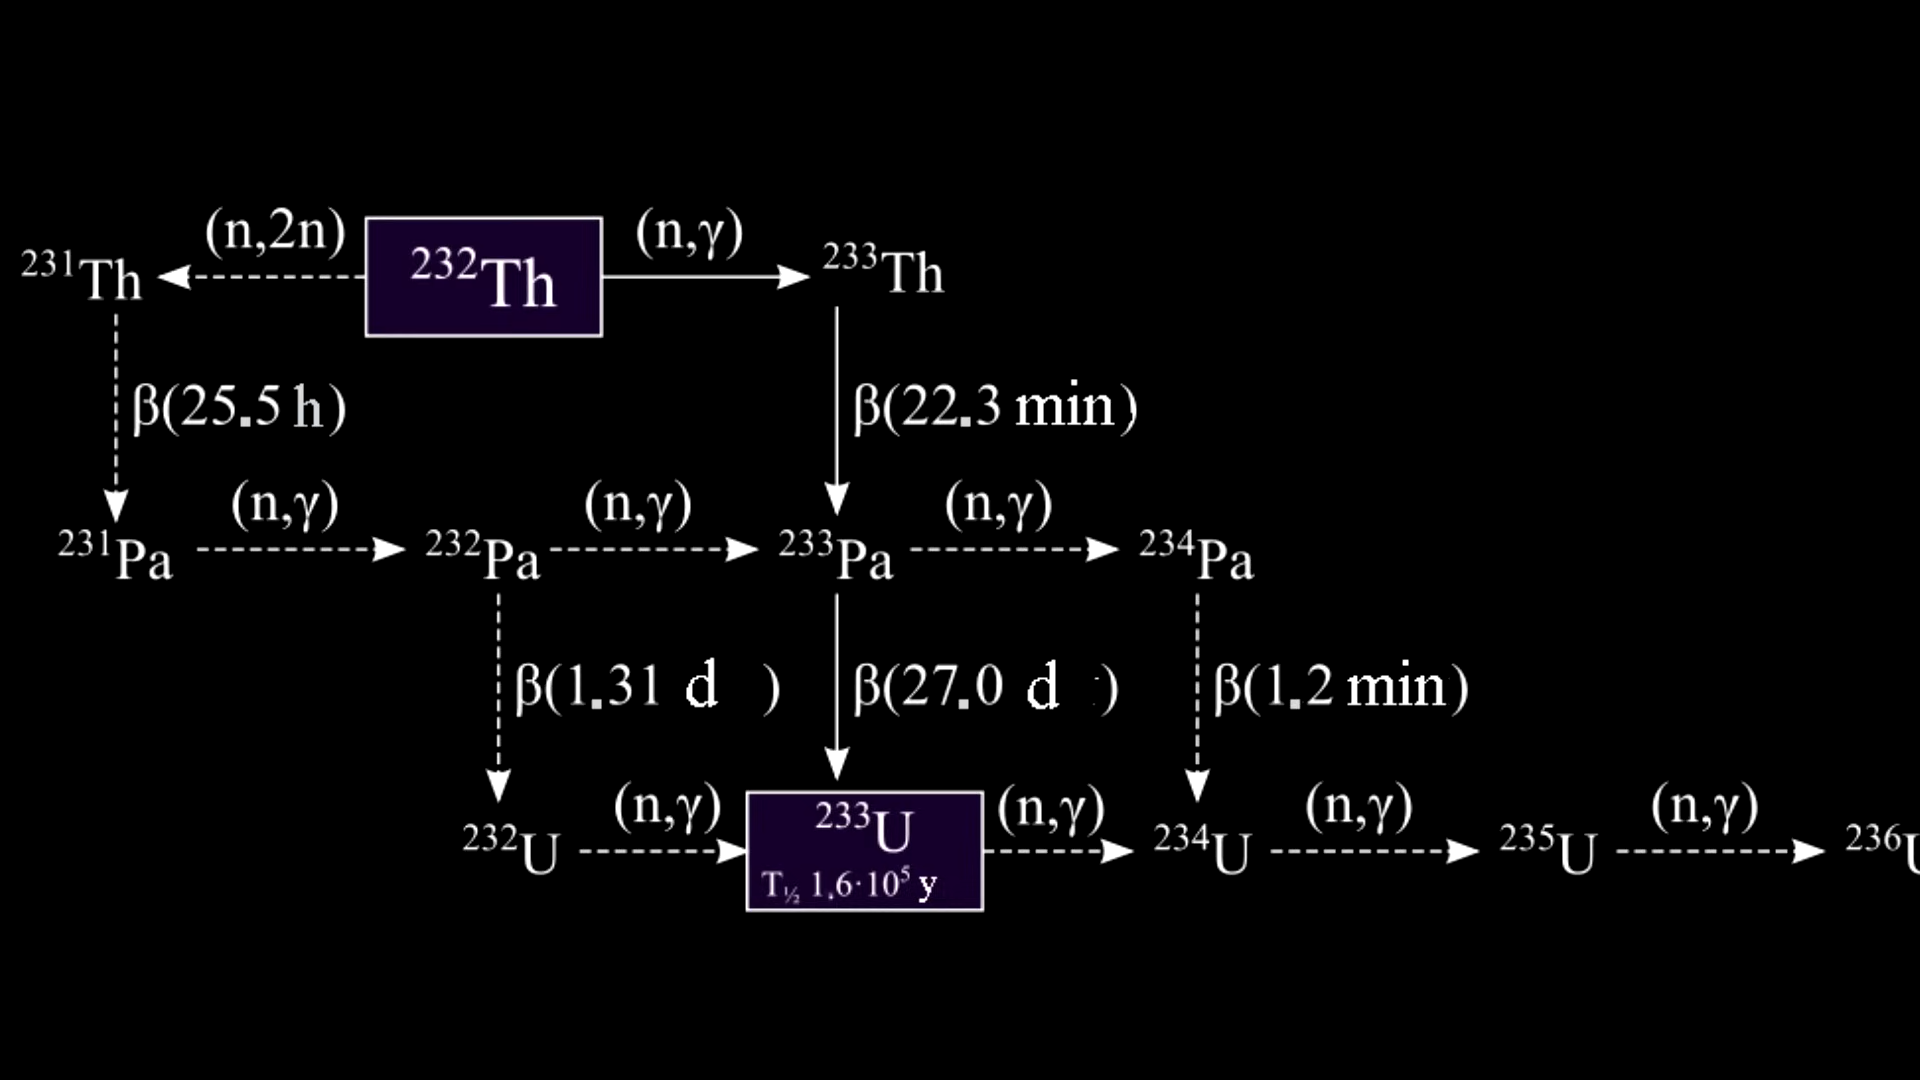 (n,2n) (n,γ)
²³¹Th ²³²Th ²³³Th
β(25.5 h) β(22.3 min)
(n,γ) (n,γ) (n,γ)
²³¹Pa ²³²Pa ²³³Pa ²³⁴Pa
β(1.31 d ) β(27.0 d ) β(1.2 min)
(n,γ) (n,γ) (n,γ) (n,γ)
²³²U ²³³U ²³⁴U ²³⁵U ²³⁶U
T½ 1.6·10⁵ y